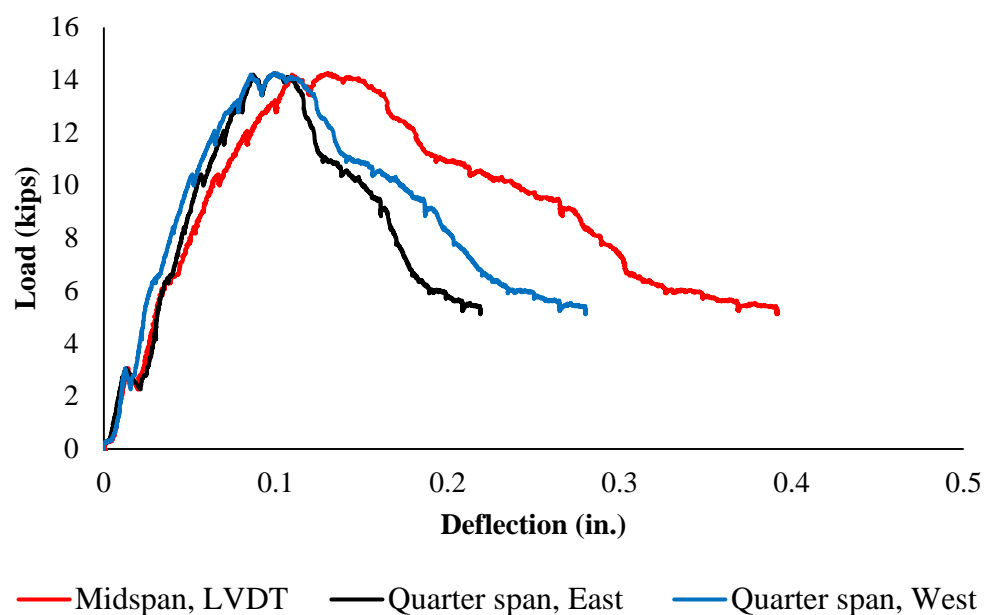 16
14
12
10
8
6
4
2
0
Load (kips)
0 0.1 0.2 0.3 0.4 0.5
Deflection (in.)
Midspan, LVDT Quarter span, East Quarter span, West